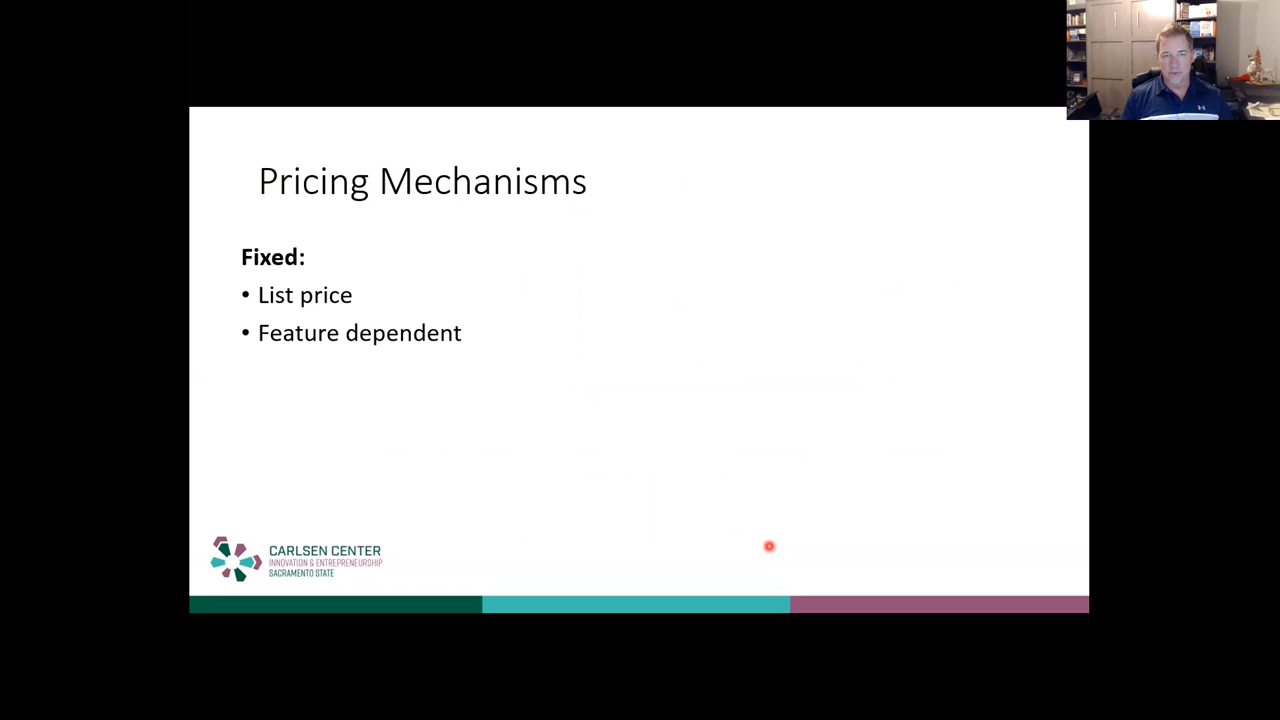 Pricing Mechanisms
Fixed:
• List price
• Feature dependent
CARLSEN CENTER
INNOVATION & ENTREPRENEURSHIP
SACRAMENTO STATE